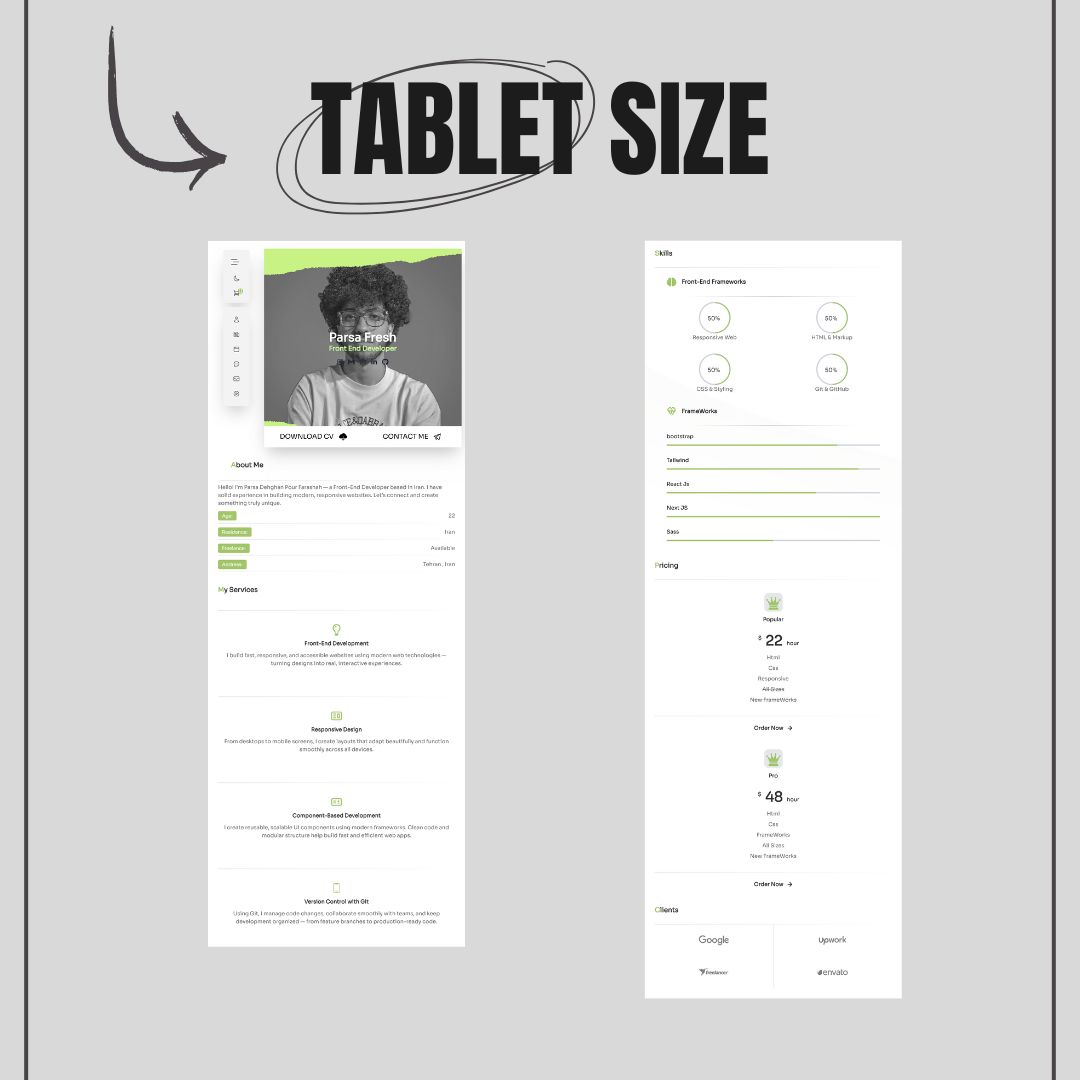 TABLET SIZE
Parsa Fresh
Front End Developer
DOWNLOAD CV
CONTACT ME
About Me
Hello! I'm Parsa Dehghan Pour Farashah — a Front-End Developer based in Iran. I have
solid experience in building modern, responsive websites. Let's connect and create
something truly unique.
Age: 22
Residence: Iran
Freelance: Available
Address: Tehran, Iran
My Services
Front-End Development
I build fast, responsive, and accessible websites using modern web technologies —
turning designs into real, interactive experiences.
Responsive Design
From desktops to mobile screens, I create layouts that adapt beautifully and function
smoothly across all devices.
Component-Based Development
I create reusable, scalable UI components using modern frameworks. Clean code and
modular structure help build fast and efficient web apps.
Version Control with Git
Using Git, I manage code changes, collaborate smoothly with teams, and keep
development organized — from feature branches to production-ready code.
Skills
Front-End Frameworks
50% 50%
Responsive Web HTML & Markup
50% 50%
CSS & Styling Git & GitHub
FrameWorks
bootstrap
Tailwind
React Js
Next JS
Sass
Pricing
Popular
$ 22 hour
Html
Css
Responsive
All Sizes
New FrameWorks
Order Now
Pro
$ 48 hour
Html
Css
FrameWorks
All Sizes
New FrameWorks
Order Now
Clients
Google Upwork
freelancer envato